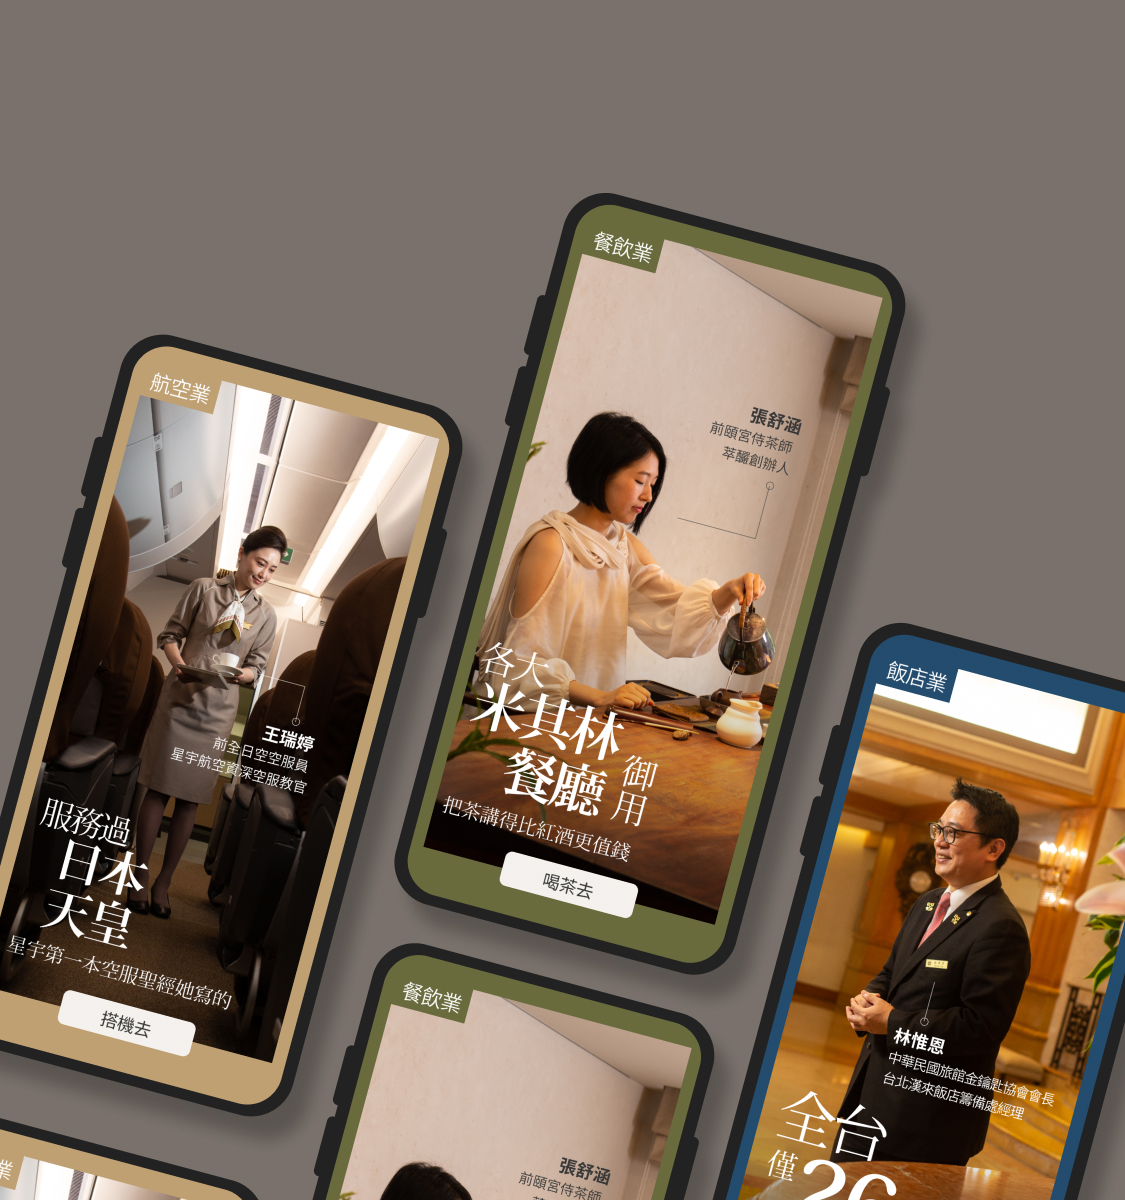 航空業
王瑞婷
前全日空空服員
星宇航空資深空服教官
服務過
日本
天皇
星宇第一本空服聖經她寫的
搭機去
餐飲業
張舒涵
前頤宮侍茶師
萃釅創辦人
各大
米其林
餐廳
御用
把茶講得比紅酒更值錢
喝茶去
飯店業
林惟恩
中華民國旅館金鑰匙協會會長
台北漢來飯店籌備處經理
全台
僅26
餐飲業
張舒涵
前頤宮侍茶師
業